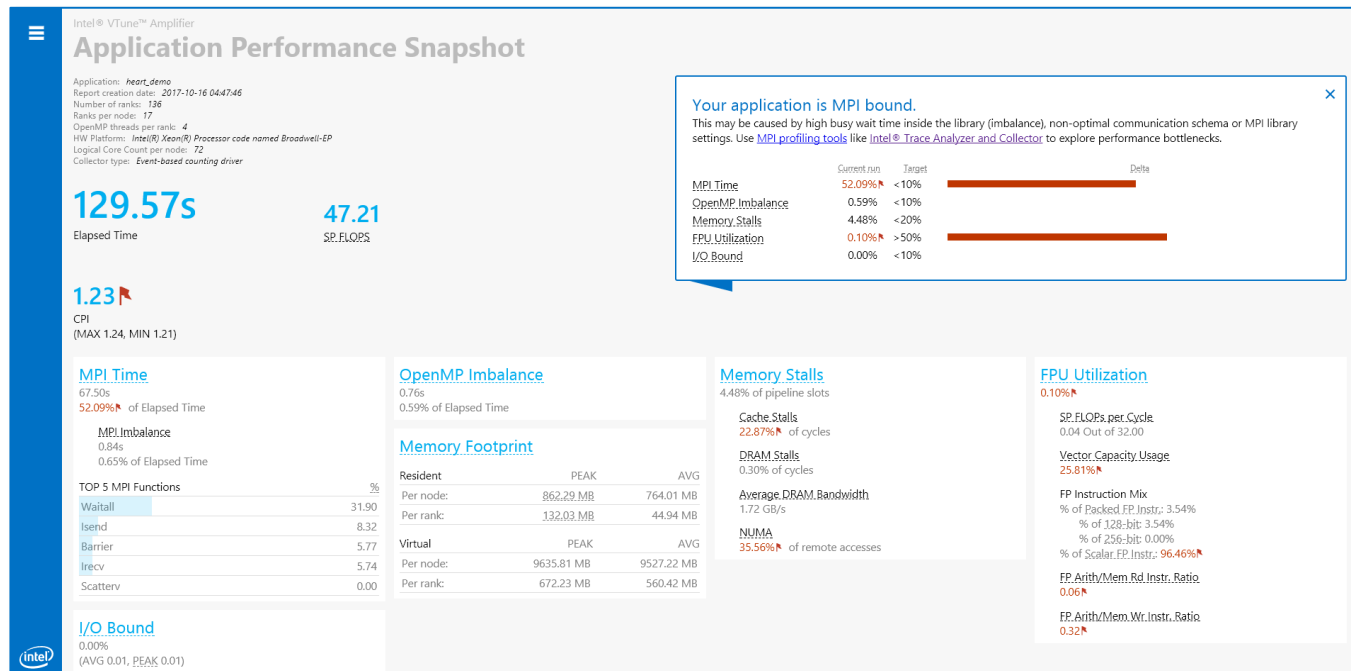 Intel® VTune™ Amplifier
Application Performance Snapshot
Application: heart_demo
Report creation date: 2017-10-16 04:47:46
Number of ranks: 136
Ranks per node: 17
OpenMP threads per rank: 4
HW Platform: Intel(R) Xeon(R) Processor code named Broadwell-EP
Logical Core Count per node: 72
Collector type: Event-based counting driver
129.57s
Elapsed Time
47.21
SP FLOPS
1.23
CPI
(MAX 1.24, MIN 1.21)
Your application is MPI bound.
This may be caused by high busy wait time inside the library (imbalance), non-optimal communication schema or MPI library
settings. Use MPI profiling tools like Intel® Trace Analyzer and Collector to explore performance bottlenecks.
Current run Target Delta
MPI Time 52.09% <10%
OpenMP Imbalance 0.59% <10%
Memory Stalls 4.48% <20%
FPU Utilization 0.10% >50%
I/O Bound 0.00% <10%
MPI Time
67.50s
52.09% of Elapsed Time
MPI Imbalance
0.84s
0.65% of Elapsed Time
TOP 5 MPI Functions %
Waitall 31.90
Isend 8.32
Barrier 5.77
Irecv 5.74
Scatterv 0.00
I/O Bound
0.00%
(AVG 0.01, PEAK 0.01)
OpenMP Imbalance
0.76s
0.59% of Elapsed Time
Memory Footprint
Resident PEAK AVG
Per node: 862.29 MB 764.01 MB
Per rank: 132.03 MB 44.94 MB
Virtual PEAK AVG
Per node: 9635.81 MB 9527.22 MB
Per rank: 672.23 MB 560.42 MB
Memory Stalls
4.48% of pipeline slots
Cache Stalls
22.87% of cycles
DRAM Stalls
0.30% of cycles
Average DRAM Bandwidth
1.72 GB/s
NUMA
35.56% of remote accesses
FPU Utilization
0.10%
SP FLOPs per Cycle
0.04 Out of 32.00
Vector Capacity Usage
25.81%
FP Instruction Mix
% of Packed FP Instr.: 3.54%
% of 128-bit: 3.54%
% of 256-bit: 0.00%
% of Scalar FP Instr.: 96.46%
FP Arith/Mem Rd Instr. Ratio
0.06
FP Arith/Mem Wr Instr. Ratio
0.32
intel